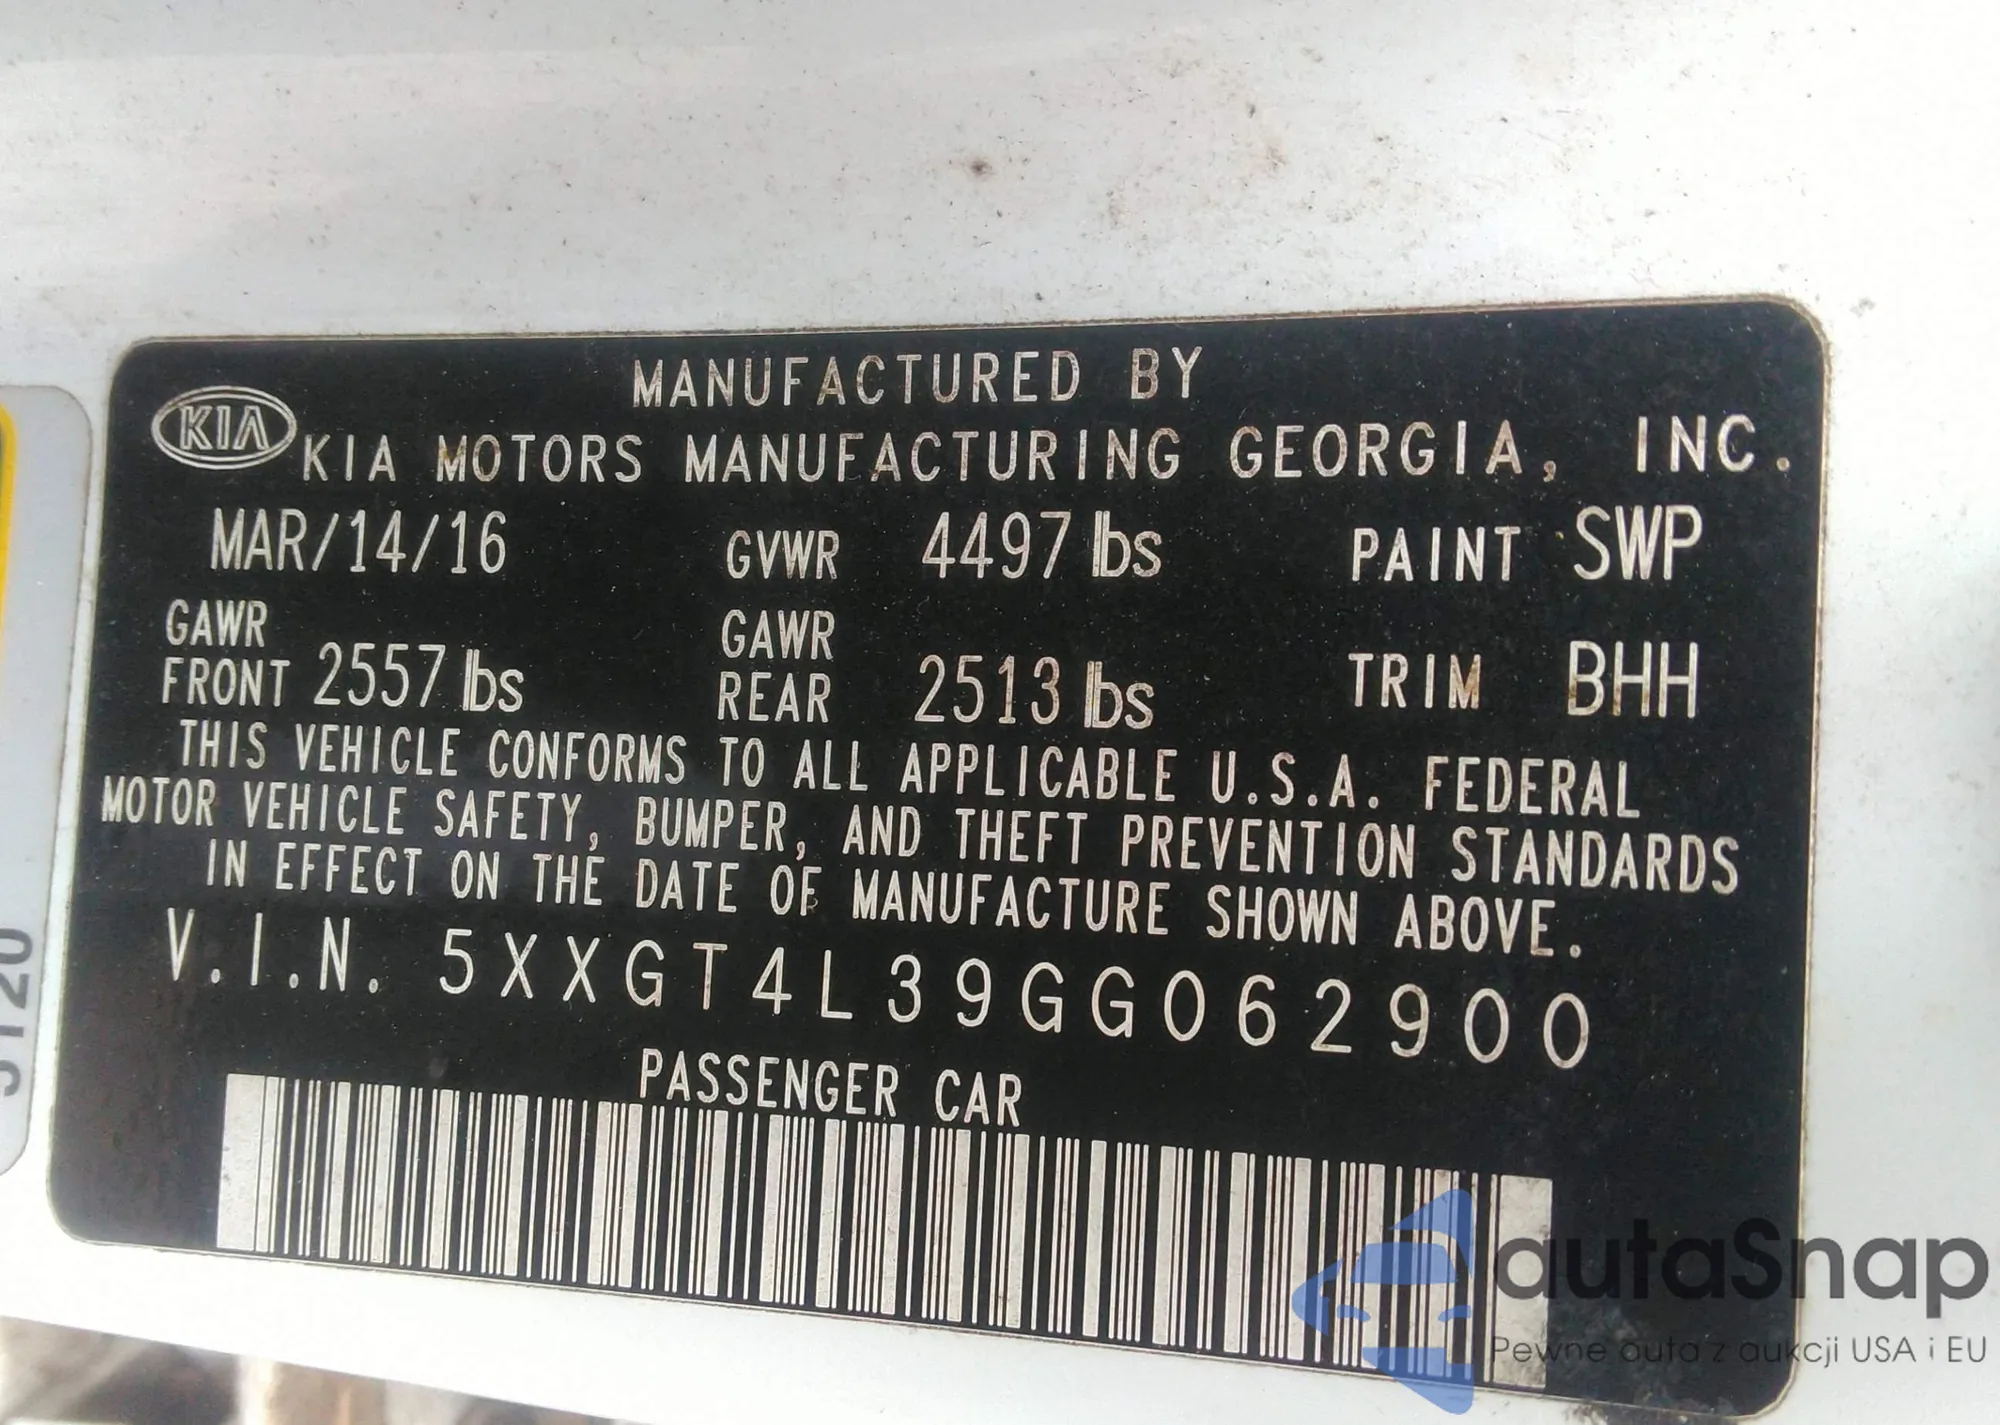 MANUFACTURED BY
KIA
KIA MOTORS MANUFACTURING GEORGIA, INC.
MAR/14/16 GVWR 4497 lbs PAINT SWP
GAWR FRONT 2557 lbs GAWR REAR 2513 lbs TRIM BHH
THIS VEHICLE CONFORMS TO ALL APPLICABLE U.S.A. FEDERAL
MOTOR VEHICLE SAFETY, BUMPER, AND THEFT PREVENTION STANDARDS
IN EFFECT ON THE DATE OF MANUFACTURE SHOWN ABOVE.
V.I.N. 5XXGT4L39GG062900
PASSENGER CAR
autaSnap
Pewne auta z aukcji USA i EU